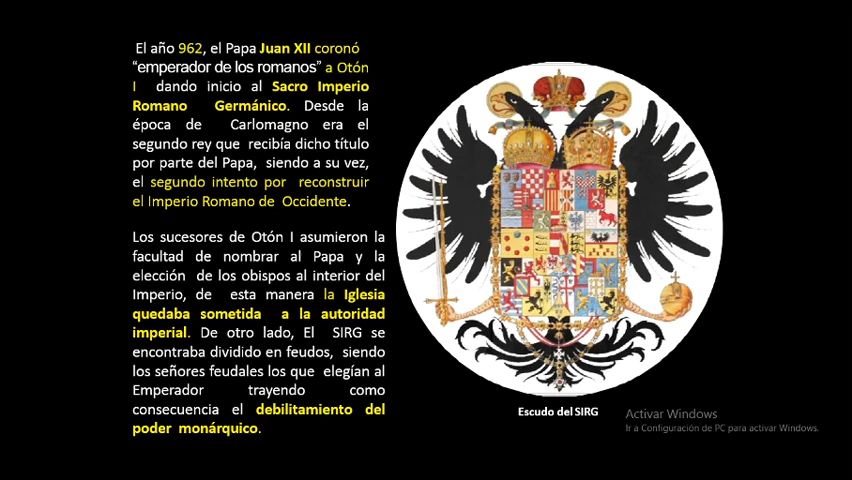 El año 962, el Papa Juan XII coronó
“emperador de los romanos” a Otón
I dando inicio al Sacro Imperio
Romano Germánico. Desde la
época de Carlomagno era el
segundo rey que recibía dicho título
por parte del Papa, siendo a su vez,
el segundo intento por reconstruir
el Imperio Romano de Occidente.
Los sucesores de Otón I asumieron la
facultad de nombrar al Papa y la
elección de los obispos al interior del
Imperio, de esta manera la Iglesia
quedaba sometida a la autoridad
imperial. De otro lado, El SIRG se
encontraba dividido en feudos, siendo
los señores feudales los que elegían al
Emperador trayendo como
consecuencia el debilitamiento del
poder monárquico.
Escudo del SIRG
Activar Windows
Ir a Configuración de PC para activar Windows.